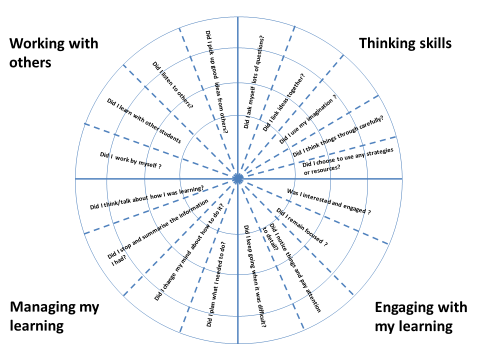 Working with
others
Thinking skills
Did I pick up good ideas from others?
Did I listen to others?
Did I learn with other students
Did I work by myself ?
Did I ask myself lots of questions?
Did I link ideas together?
Did I use my imagination ?
Did I think things through carefully?
Did I choose to use any strategies
or resources?
Did I think/talk about how I was learning?
Did I stop and summarise the information
I had?
Did I change my mind about how to do it?
Did I plan what I needed to do?
Was I interested and engaged ?
Did I remain focused ?
Did I notice things and pay attention
to detail?
Did I keep going when it was difficult?
Managing my
learning
Engaging with
my learning